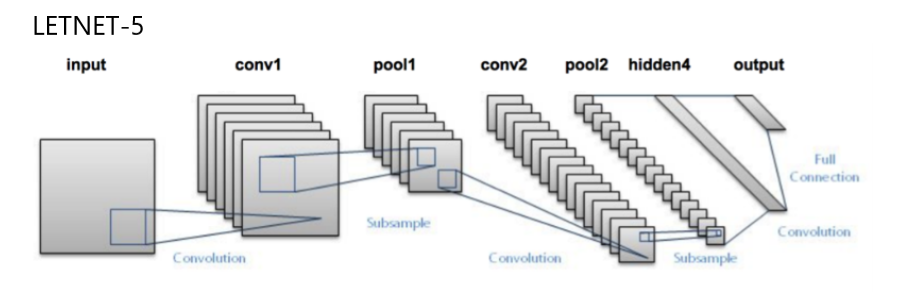 LETNET-5
input conv1 pool1 conv2 pool2 hidden4 output
Full
Connection
Subsample
Convolution
Convolution
Convolution
Subsample